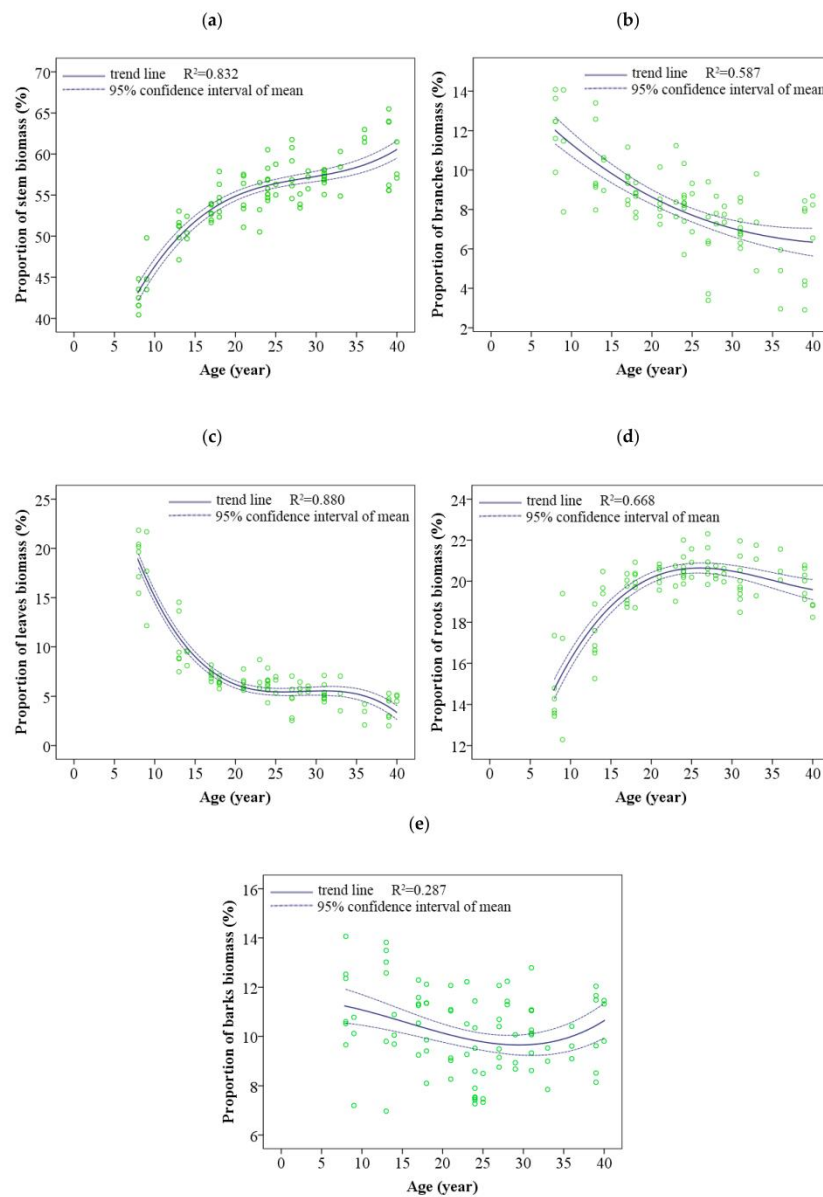 (a)
trend line R²=0.832
95% confidence interval of mean
Proportion of stem biomass (%)
70
65
60
55
50
45
40
0 5 10 15 20 25 30 35 40
Age (year)
(b)
trend line R²=0.587
95% confidence interval of mean
Proportion of branches biomass (%)
14
12
10
8
6
4
2
0 5 10 15 20 25 30 35 40
Age (year)
(c)
trend line R²=0.880
95% confidence interval of mean
Proportion of leaves biomass (%)
25
20
15
10
5
0
0 5 10 15 20 25 30 35 40
Age (year)
(d)
trend line R²=0.668
95% confidence interval of mean
Proportion of roots biomass (%)
24
22
20
18
16
14
12
0 5 10 15 20 25 30 35 40
Age (year)
(e)
trend line R²=0.287
95% confidence interval of mean
Proportion of barks biomass (%)
16
14
12
10
8
6
0 5 10 15 20 25 30 35 40
Age (year)